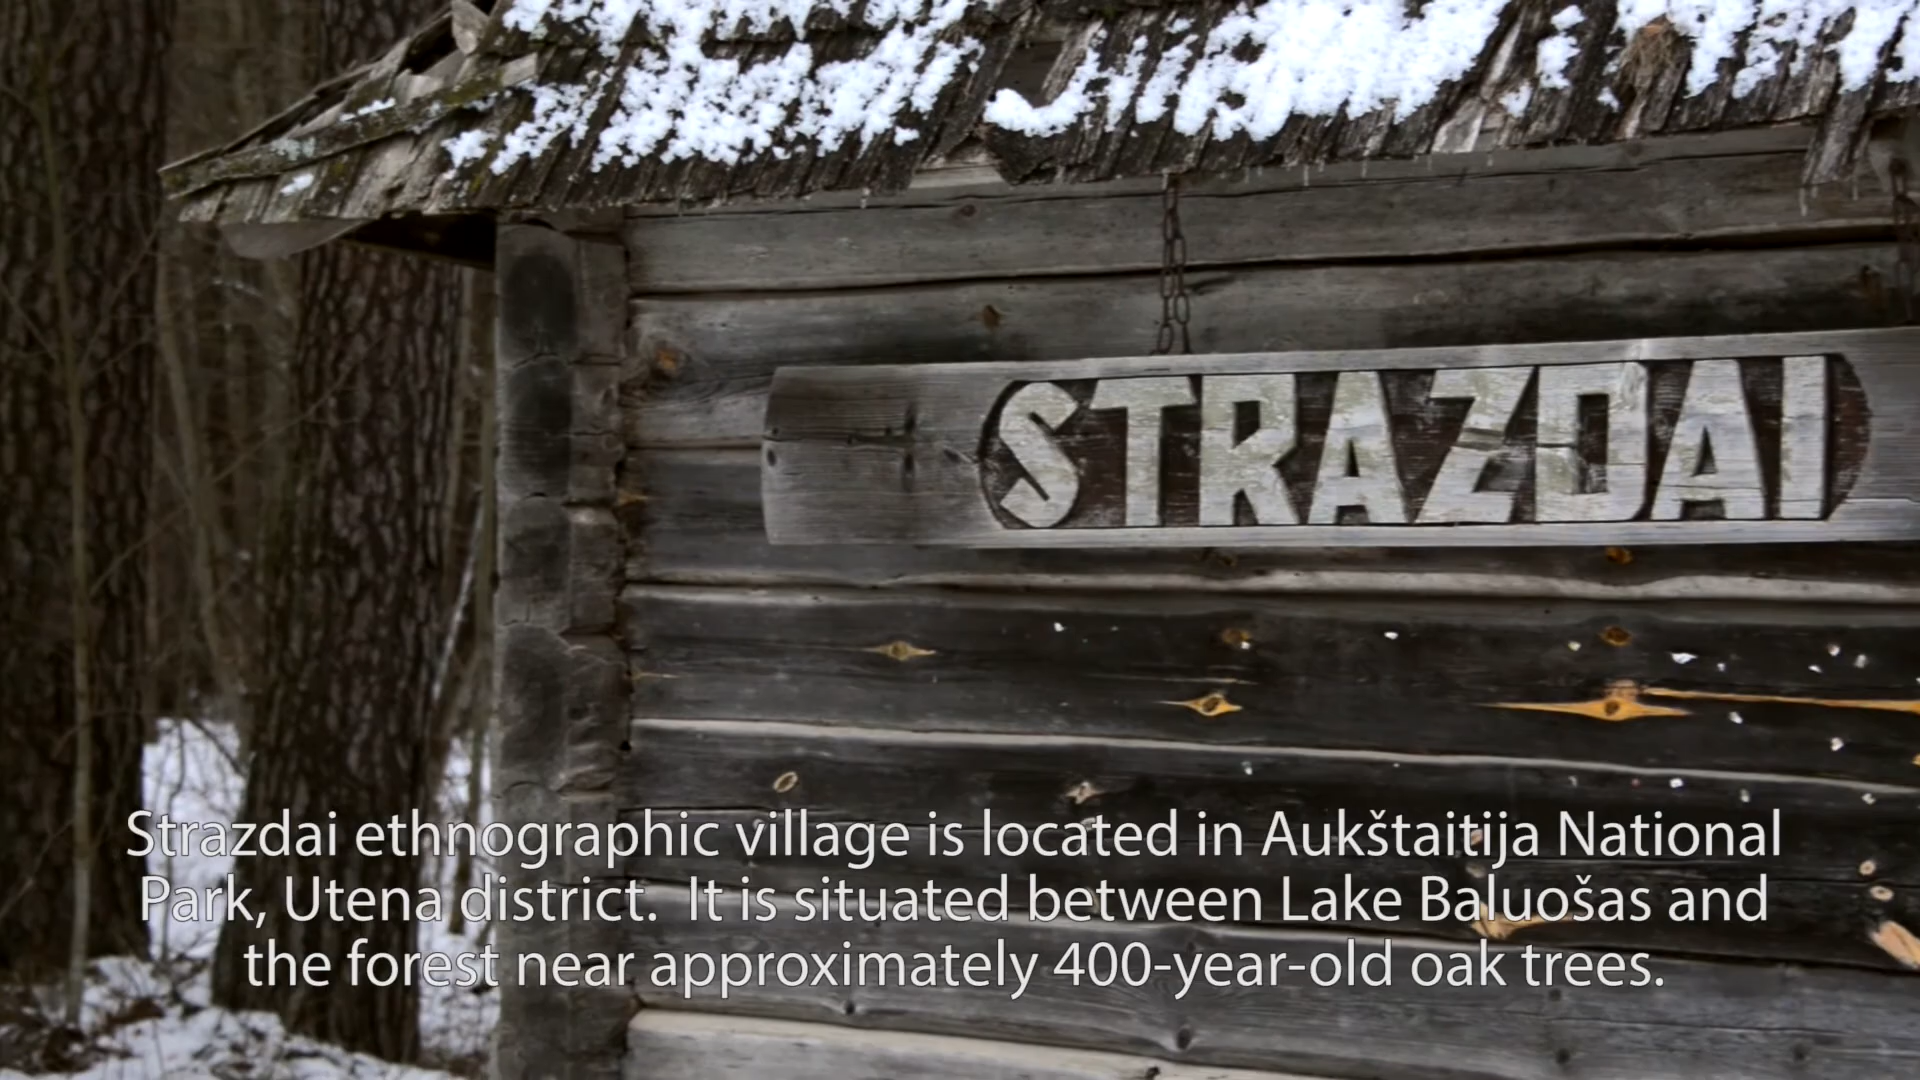 STRAZDAI
Strazdai ethnographic village is located in Aukštaitija National
Park, Utena district.  It is situated between Lake Baluošas and
the forest near approximately 400-year-old oak trees.